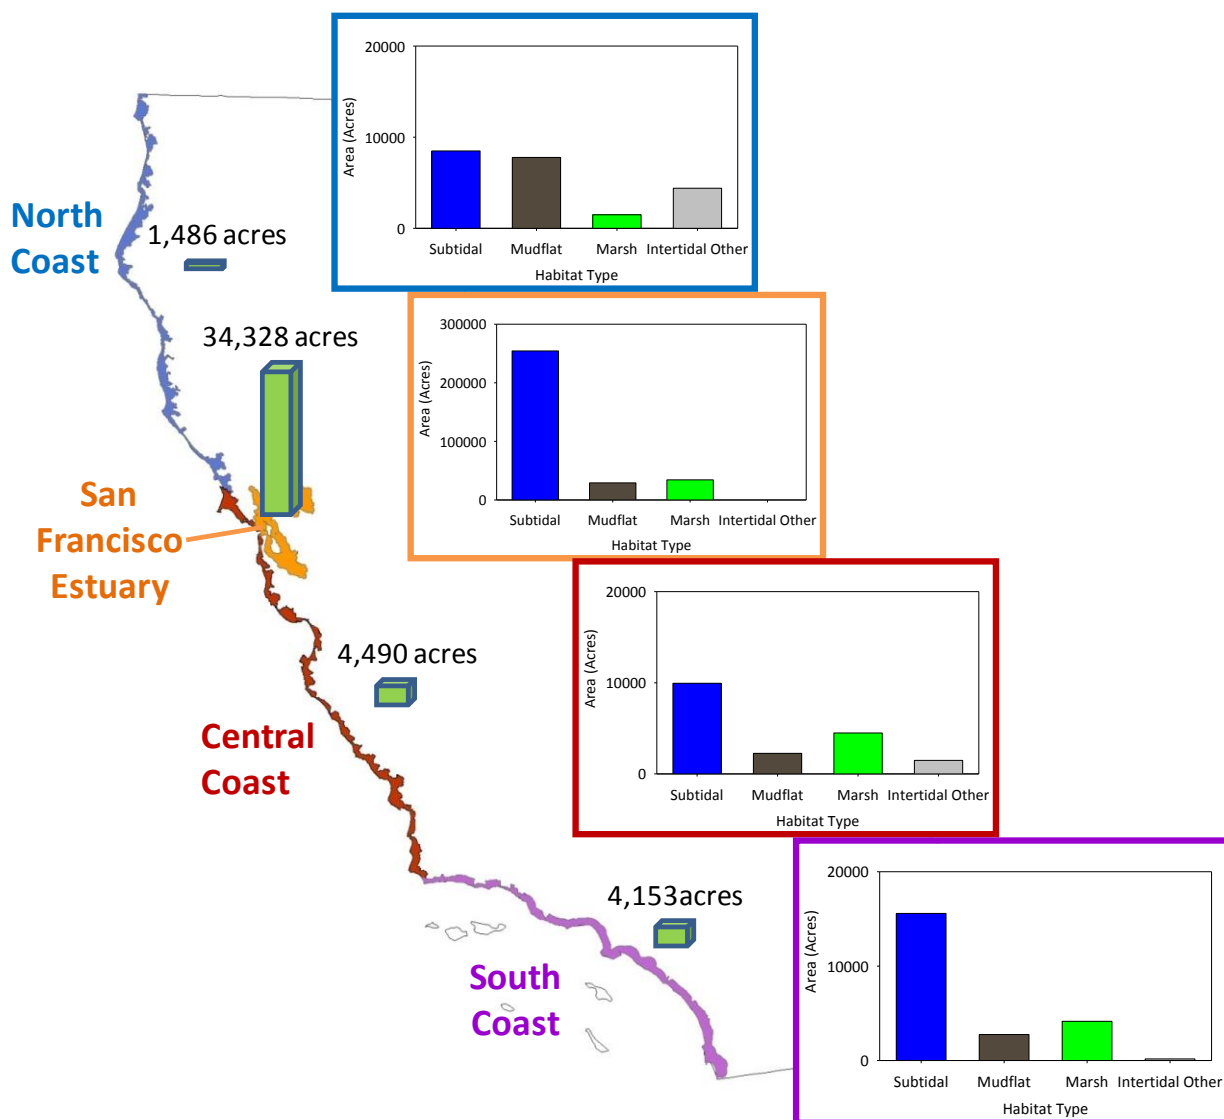 North
Coast
1,486 acres
34,328 acres
San
Francisco
Estuary
4,490 acres
Central
Coast
4,153acres
South
Coast
Area (Acres)
20000
10000
0
Subtidal Mudflat Marsh Intertidal Other
Habitat Type
Area (Acres)
300000
200000
100000
0
Subtidal Mudflat Marsh Intertidal Other
Habitat Type
Area (Acres)
20000
10000
0
Subtidal Mudflat Marsh Intertidal Other
Habitat Type
Area (Acres)
20000
10000
0
Subtidal Mudflat Marsh Intertidal Other
Habitat Type